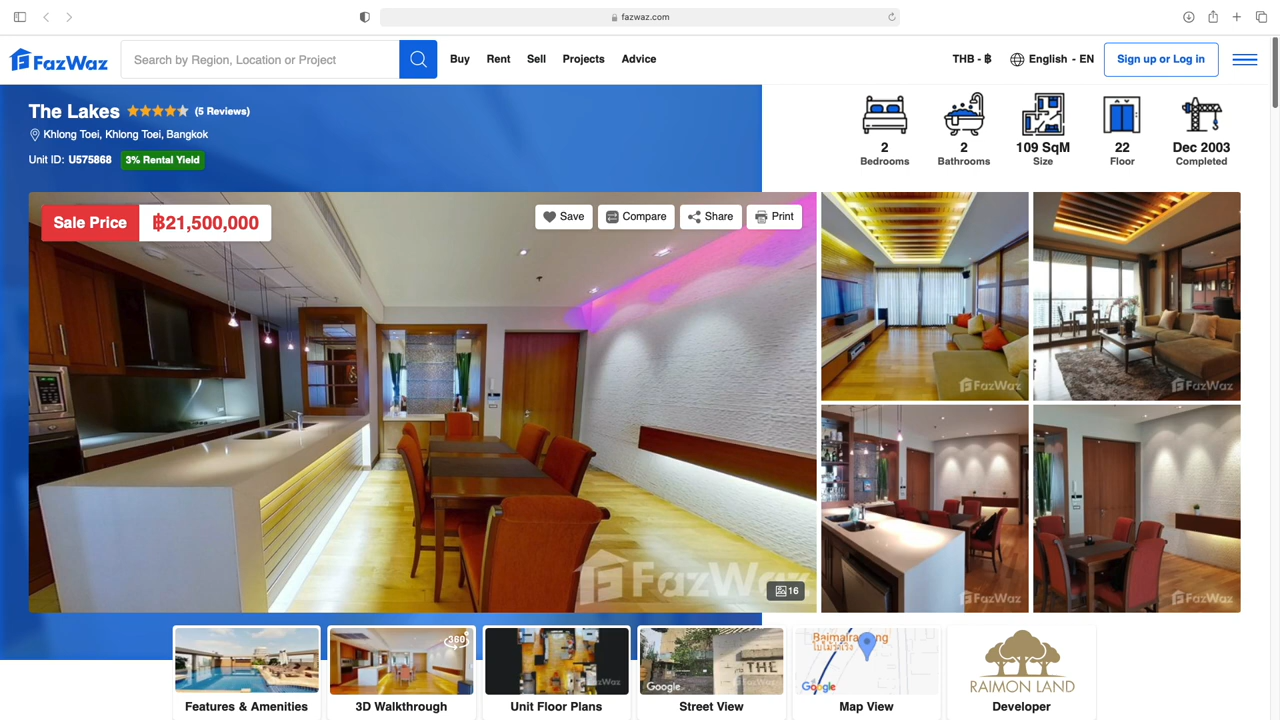 fazwaz.com
FazWaz
Search by Region, Location or Project
Buy Rent Sell Projects Advice
THB - ฿
English - EN
Sign up or Log in
The Lakes
(5 Reviews)
Khlong Toei, Khlong Toei, Bangkok
Unit ID: U575868
3% Rental Yield
2
Bedrooms
2
Bathrooms
109 SqM
Size
22
Floor
Dec 2003
Completed
Sale Price
฿21,500,000
Save
Compare
Share
Print
FazWaz
16
FazWaz
FazWaz
FazWaz
FazWaz
Features & Amenities
360°
3D Walkthrough
FazWaz
Unit Floor Plans
THE
Google
FazWaz
Street View
Google
Map View
RAIMON LAND
Developer